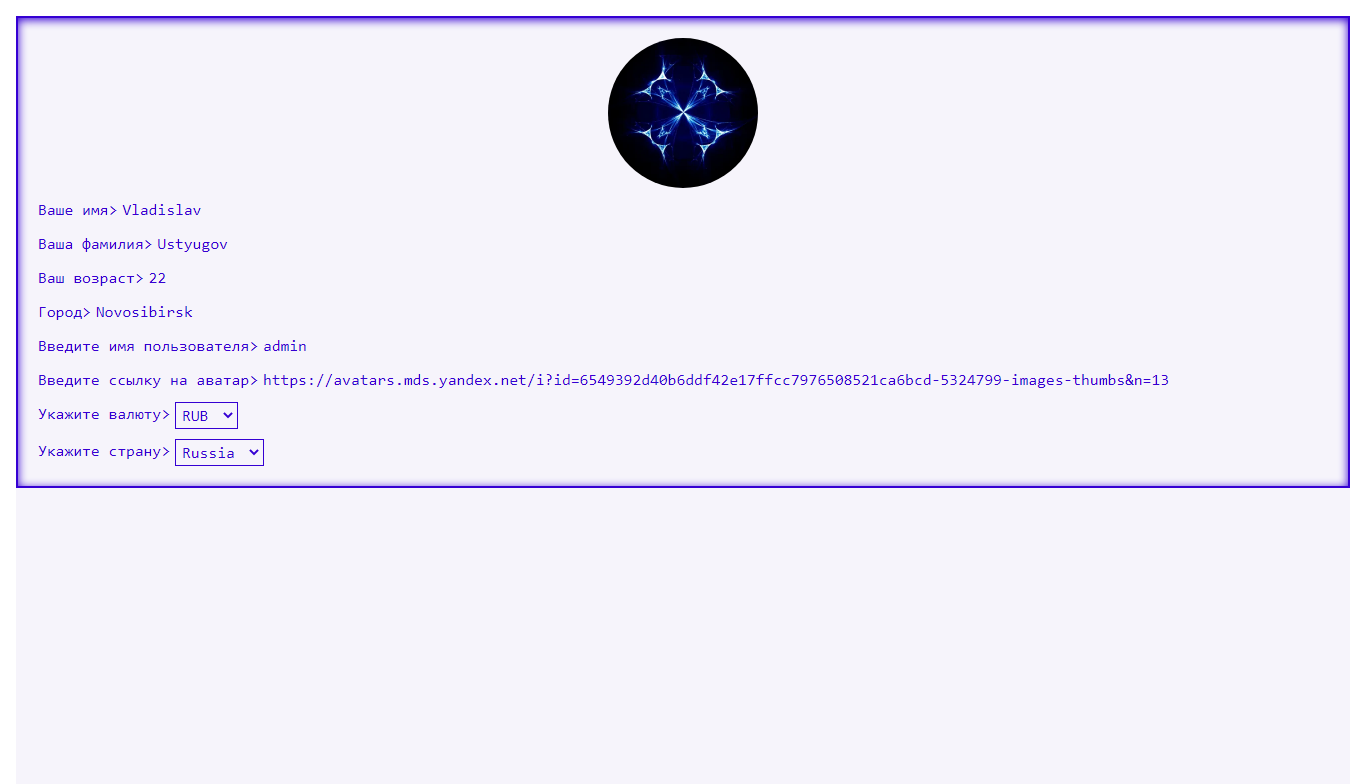 Ваше имя> Vladislav
Ваша фамилия> Ustyugov
Ваш возраст> 22
Город> Novosibirsk
Введите имя пользователя> admin
Введите ссылку на аватар> https://avatars.mds.yandex.net/i?id=6549392d40b6ddf42e17ffcc7976508521ca6bcd-5324799-images-thumbs&n=13
Укажите валюту> RUB
Укажите страну> Russia